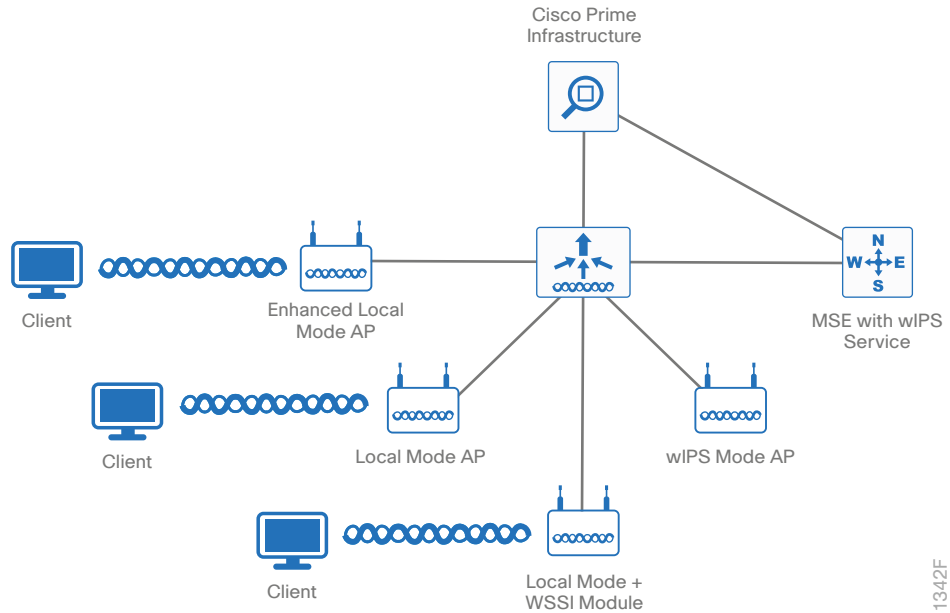 Cisco Prime
Infrastructure
N
W E
S
Client
Enhanced Local
Mode AP
MSE with wIPS
Service
Client
Local Mode AP
wIPS Mode AP
Client
Local Mode +
WSSI Module
1342F